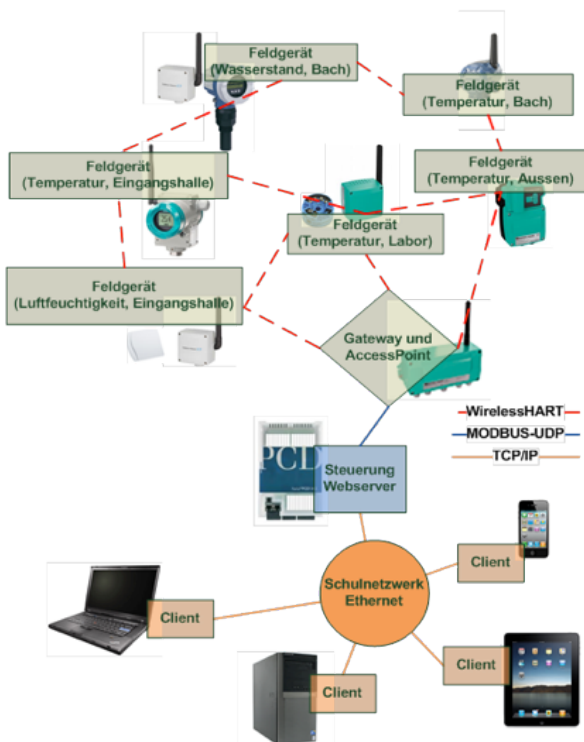 Feldgerät
(Wasserstand, Bach)
Feldgerät
(Temperatur, Bach)
Feldgerät
(Temperatur, Eingangshalle)
Feldgerät
(Temperatur, Aussen)
Feldgerät
(Temperatur, Labor)
Feldgerät
(Luftfeuchtigkeit, Eingangshalle)
Gateway und
AccessPoint
WirelessHART
MODBUS-UDP
TCP/IP
PCD
Steuerung
Webserver
Schulnetzwerk
Ethernet
Client
Client
Client
Client